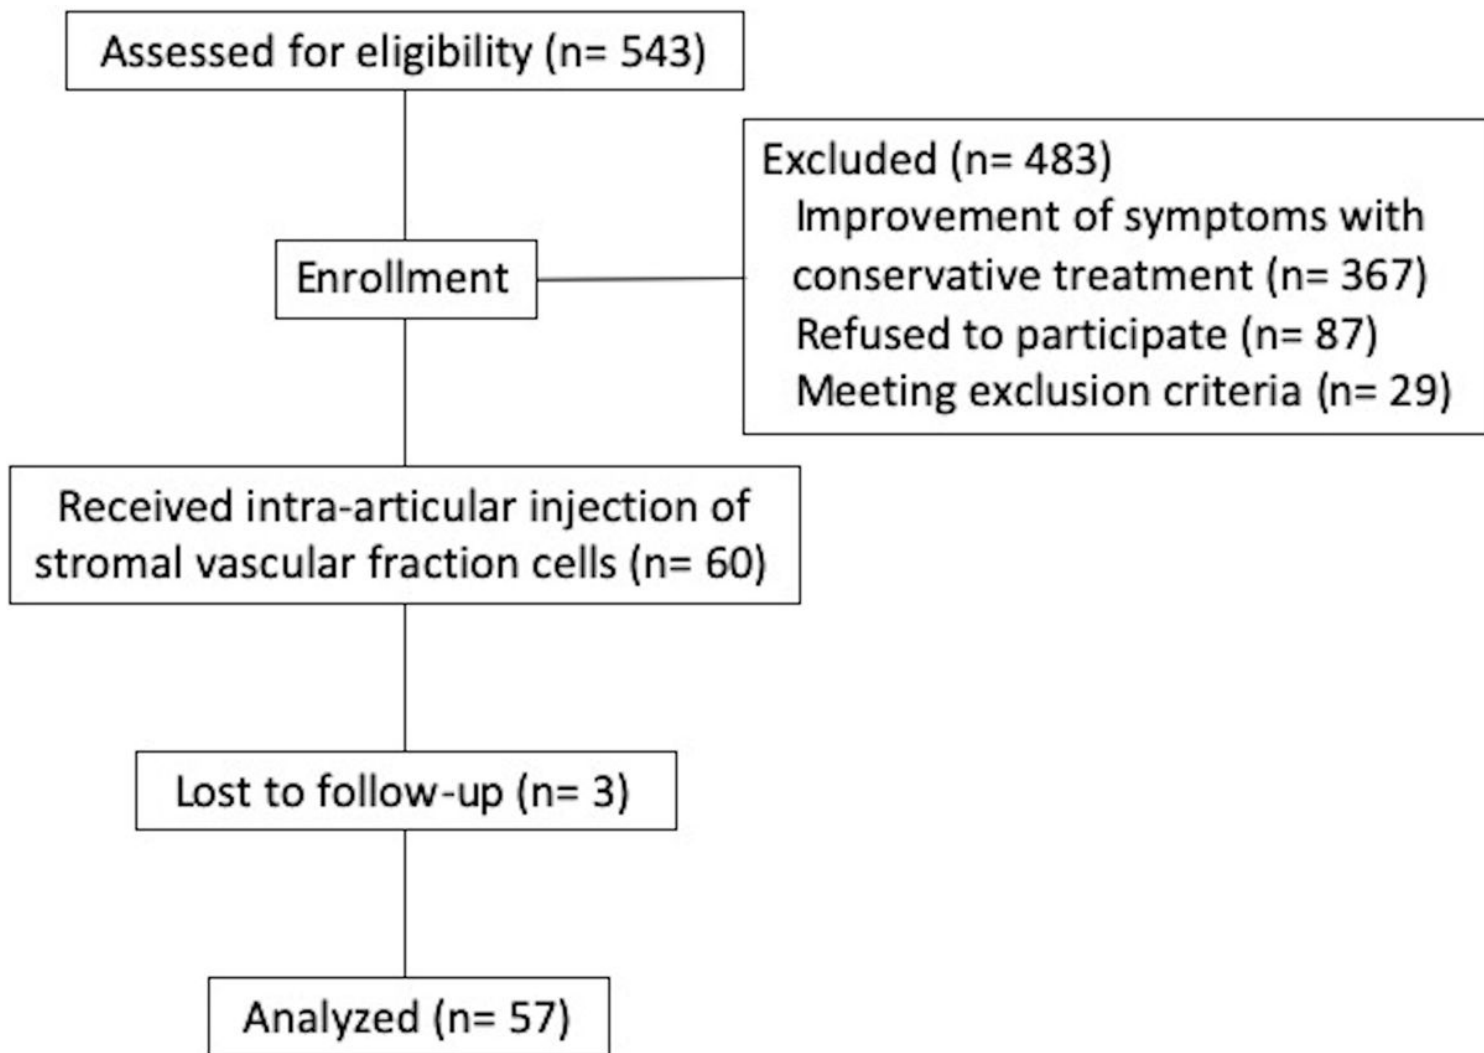 Assessed for eligibility (n= 543)
Excluded (n= 483)
Improvement of symptoms with
conservative treatment (n= 367)
Refused to participate (n= 87)
Meeting exclusion criteria (n= 29)
Enrollment
Received intra-articular injection of
stromal vascular fraction cells (n= 60)
Lost to follow-up (n= 3)
Analyzed (n= 57)